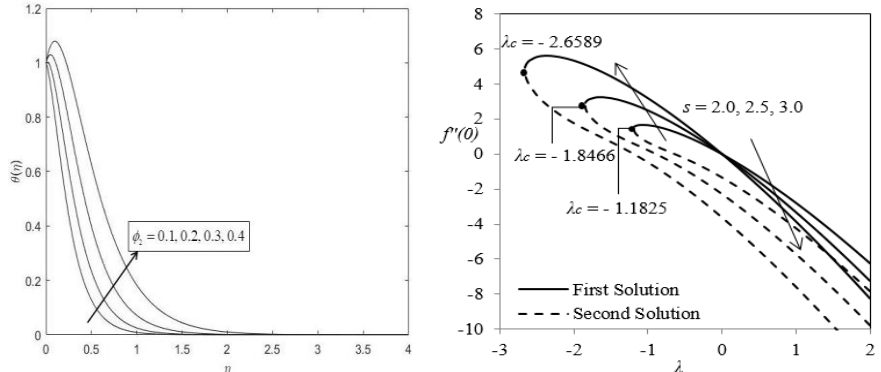 1.2
1
0.8
0.6
0.4
0.2
0
θ(η)
ϕ₂ = 0.1, 0.2, 0.3, 0.4
0 0.5 1 1.5 2 2.5 3 3.5 4
η
8
6
4
2
0
-2
-4
-6
-8
-10
f''(0)
λc = - 2.6589
s = 2.0, 2.5, 3.0
λc = - 1.8466
λc = - 1.1825
First Solution
Second Solution
-3 -2 -1 0 1 2
λ